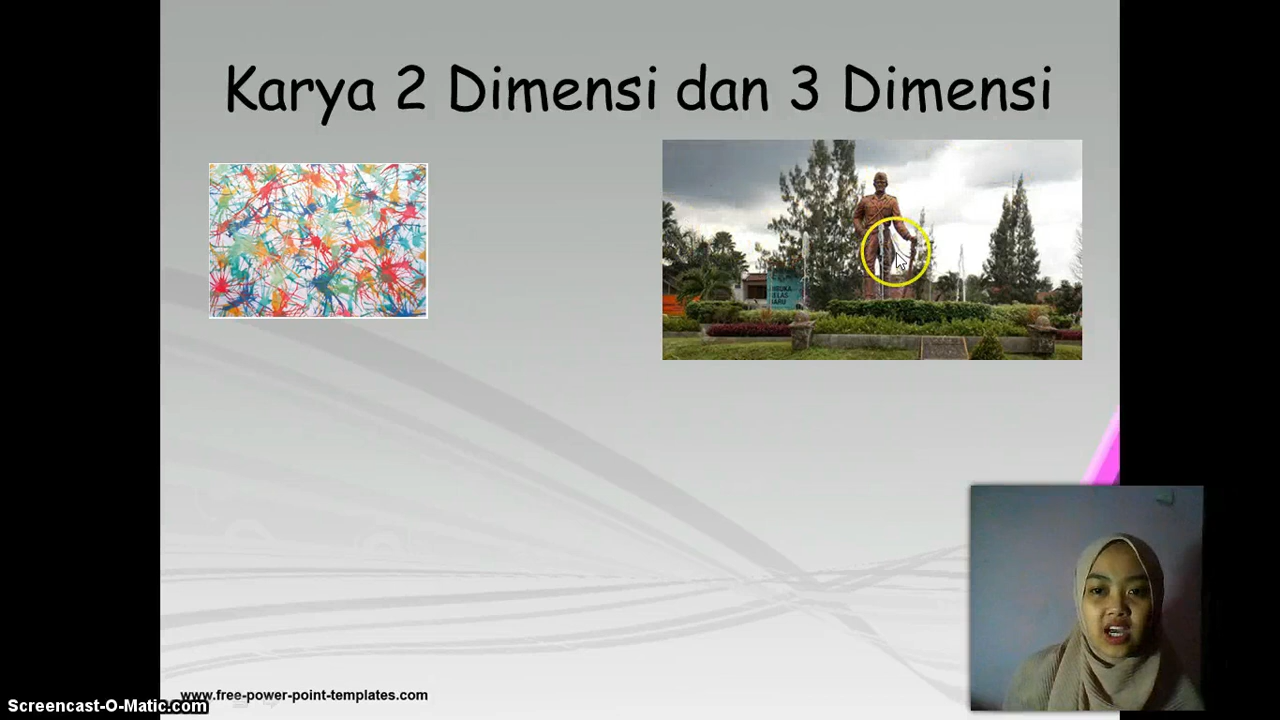 Karya 2 Dimensi dan 3 Dimensi
www.free-power-point-templates.com
Screencast-O-Matic.com